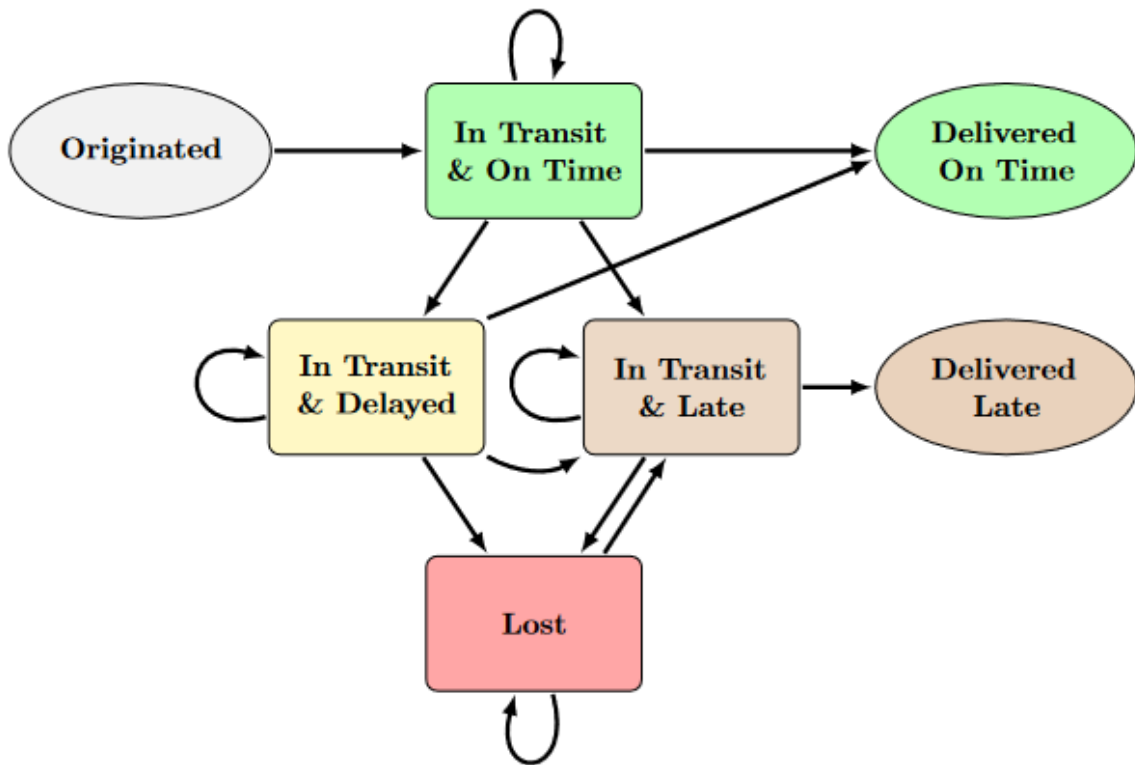 Originated
In Transit
& On Time
Delivered
On Time
In Transit
& Delayed
In Transit
& Late
Delivered
Late
Lost